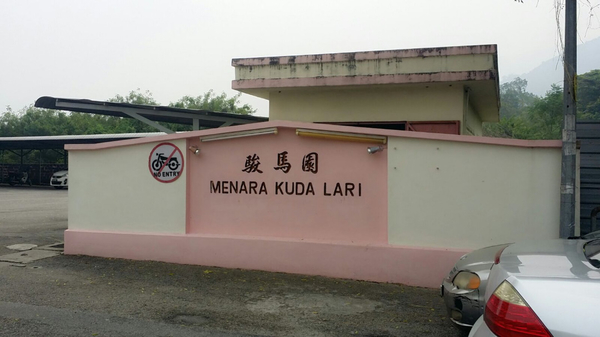 駿馬園
MENARA KUDA LARI
NO ENTRY